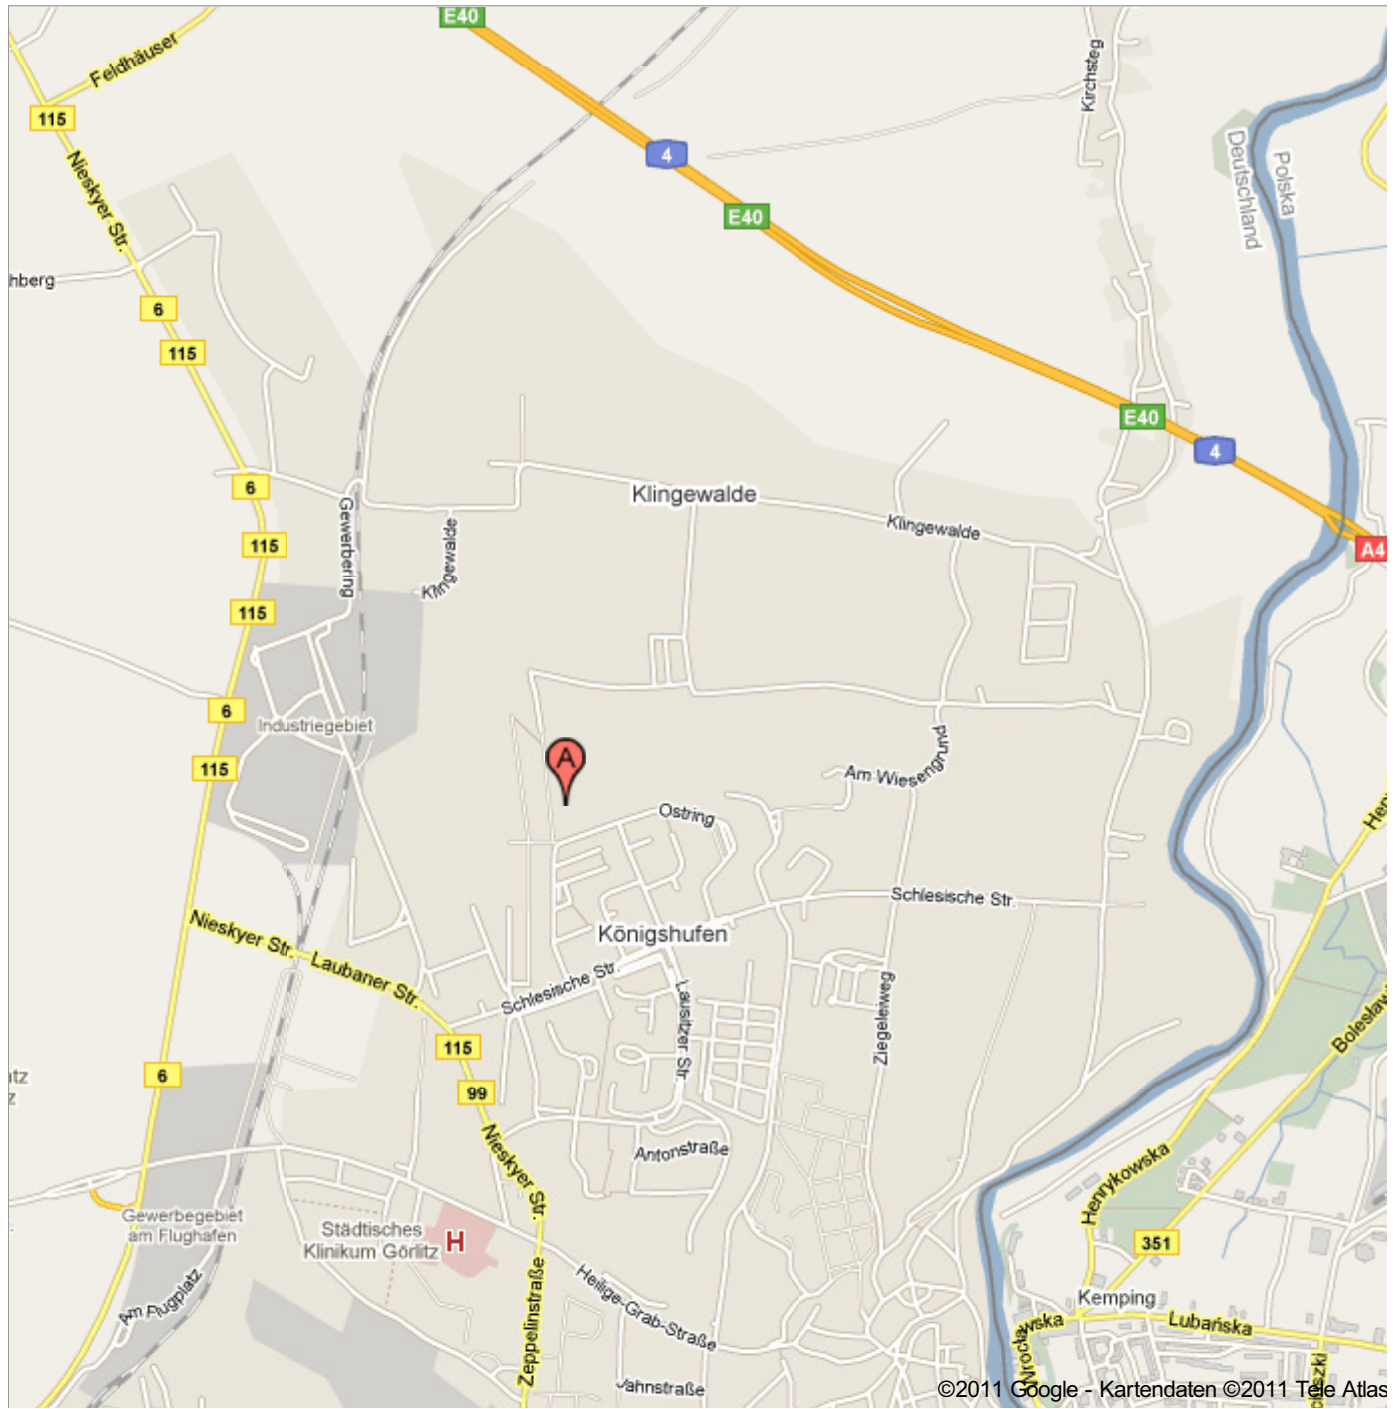 E40
Feldhäuser
115
Kirchsteg
4
Nieskyer Str.
Polska
Deutschland
E40
hberg
6
115
E40
4
6
Klingewalde
Gewerbering
Klingewalde
Klingewalde
115
A4
115
6
Industriegebiet
Am Wiesengrund
115
A
Ostring
Schlesische Str.
Nieskyer Str.
Königshufen
Laubaner Str.
Schlesische Str.
Lausitzer Str.
Ziegeleiweg
115
6
99
Nieskyer Str.
Antonstraße
Henrykowska
Gewerbegebiet
am Flughafen
Städtisches
Klinikum Görlitz
H
351
Am Flugplatz
Zeppelinstraße
Heilige-Grab-Straße
Kemping
Wrocławska
Lubańska
Jahnstraße
©2011 Google - Kartendaten ©2011 Tele Atlas